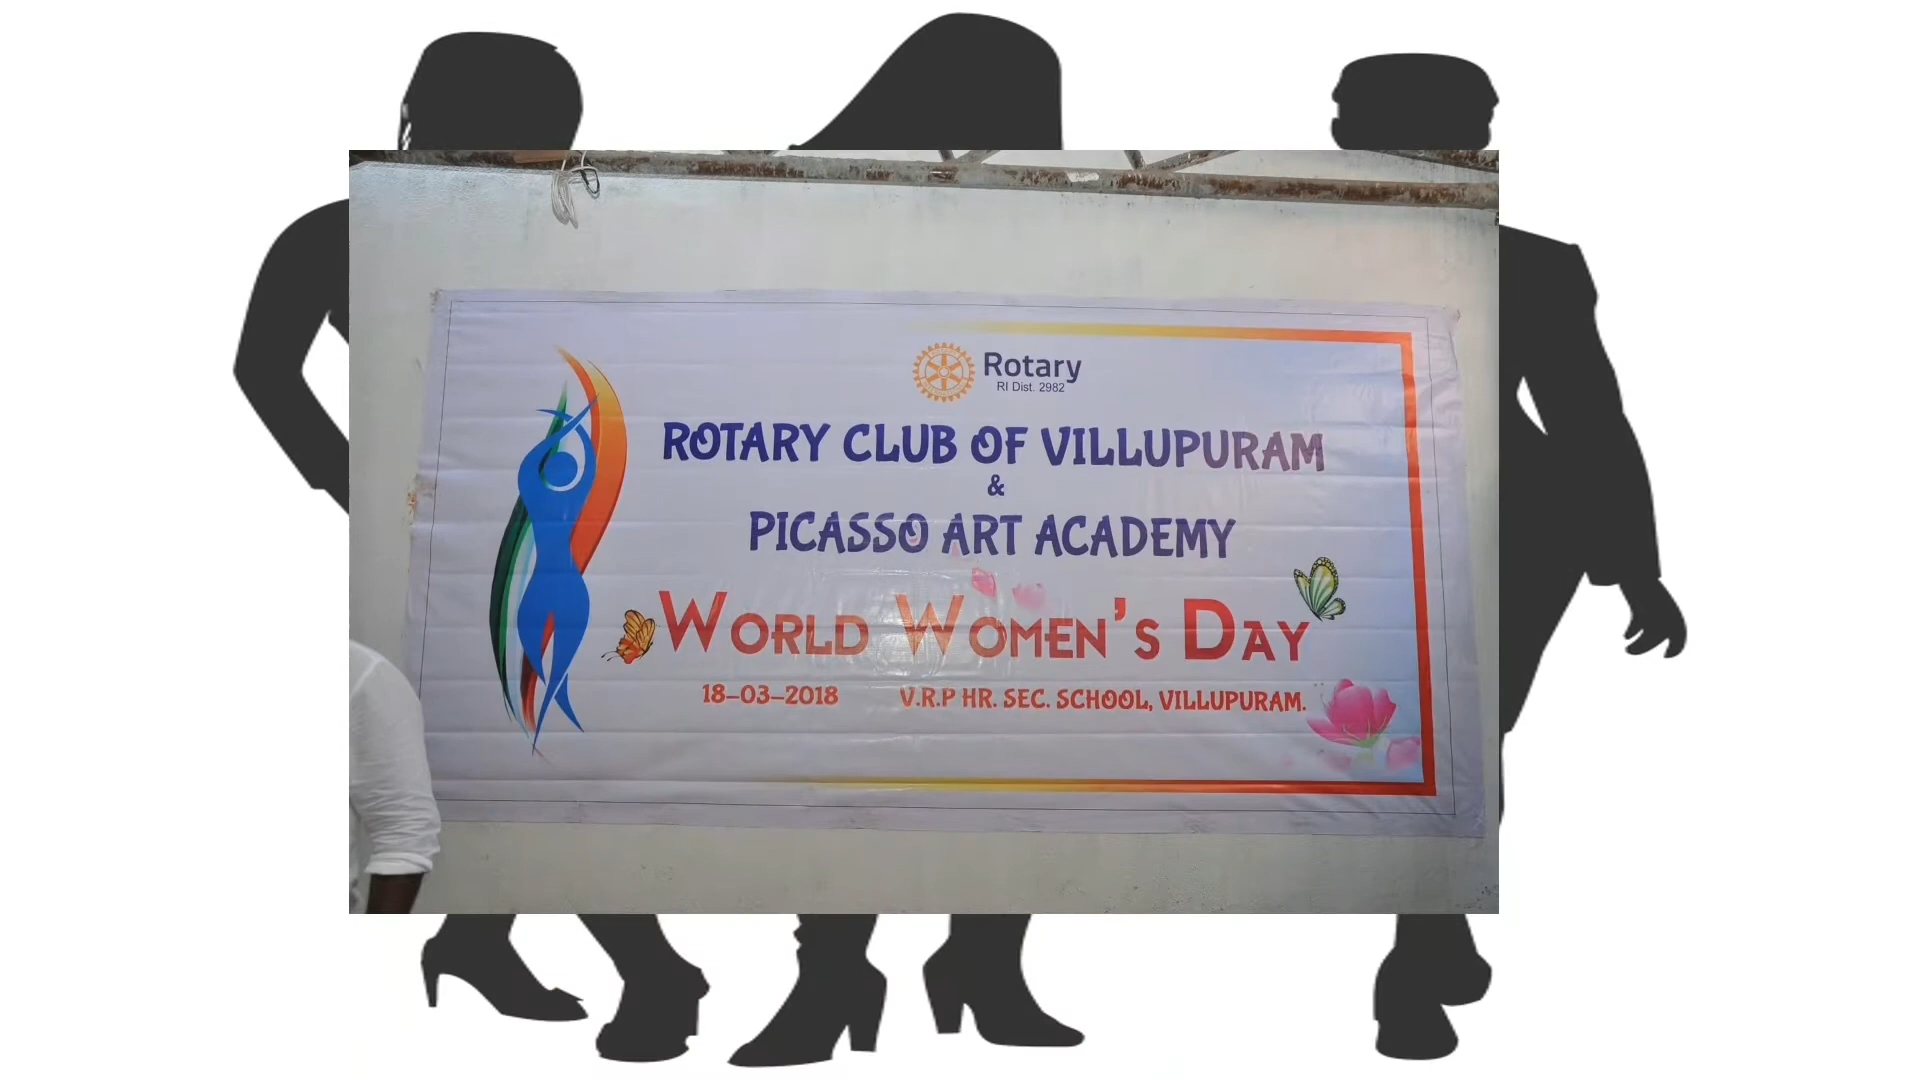 Rotary
RI Dist. 2982
ROTARY CLUB OF VILLUPURAM
&
PICASSO ART ACADEMY
WORLD WOMEN'S DAY
18-03-2018 V.R.P HR. SEC. SCHOOL, VILLUPURAM.